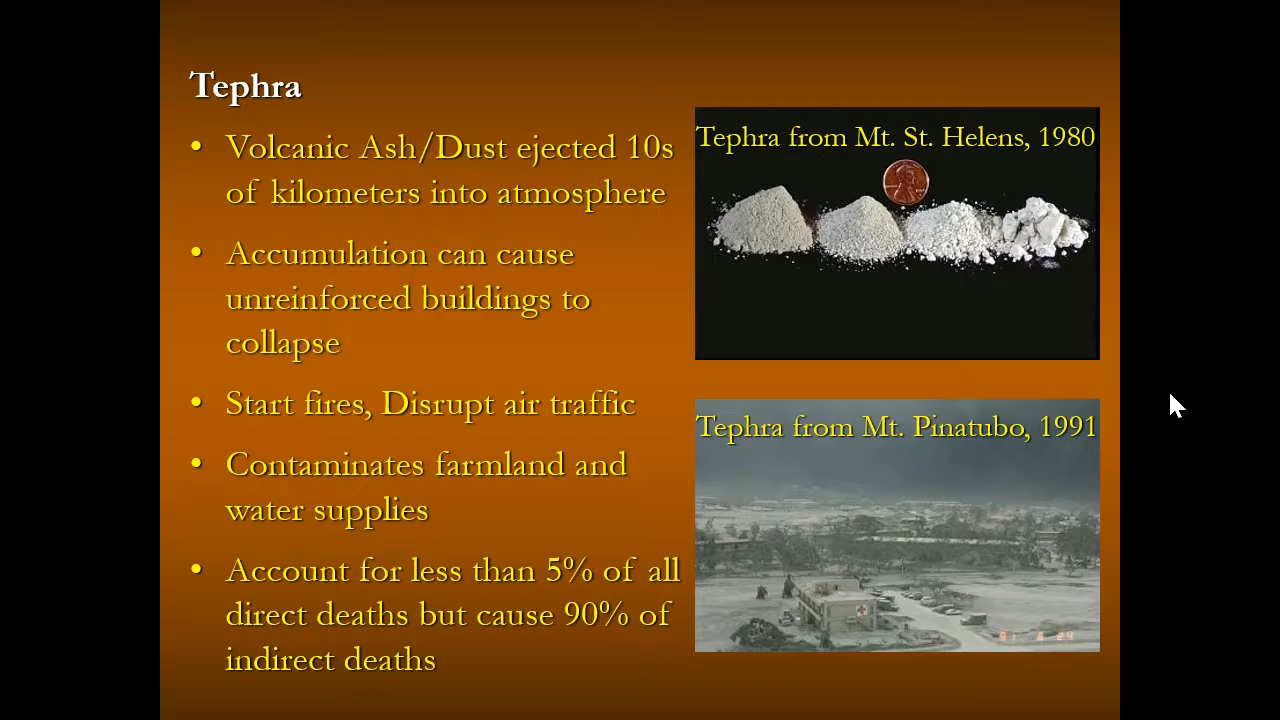 Tephra
• Volcanic Ash/Dust ejected 10s
of kilometers into atmosphere
• Accumulation can cause
unreinforced buildings to
collapse
• Start fires, Disrupt air traffic
• Contaminates farmland and
water supplies
• Account for less than 5% of all
direct deaths but cause 90% of
indirect deaths
Tephra from Mt. St. Helens, 1980
Tephra from Mt. Pinatubo, 1991